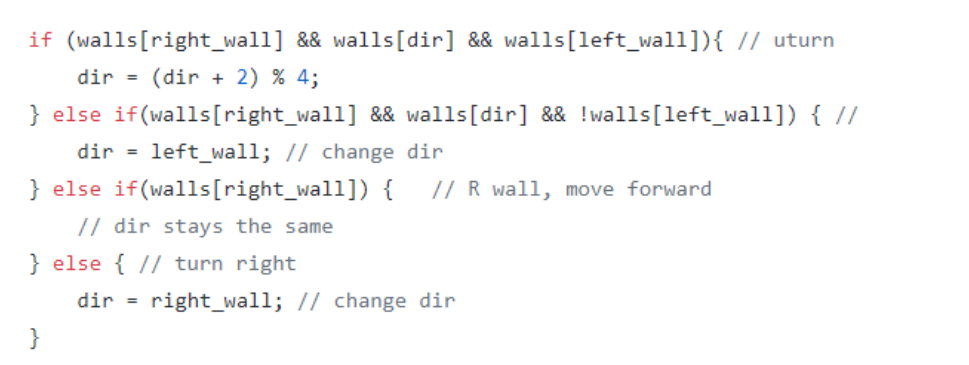 if (walls[right_wall] && walls[dir] && walls[left_wall]){ // uturn
    dir = (dir + 2) % 4;
} else if(walls[right_wall] && walls[dir] && !walls[left_wall]) { //
    dir = left_wall; // change dir
} else if(walls[right_wall]) {   // R wall, move forward
    // dir stays the same
} else { // turn right
    dir = right_wall; // change dir
}